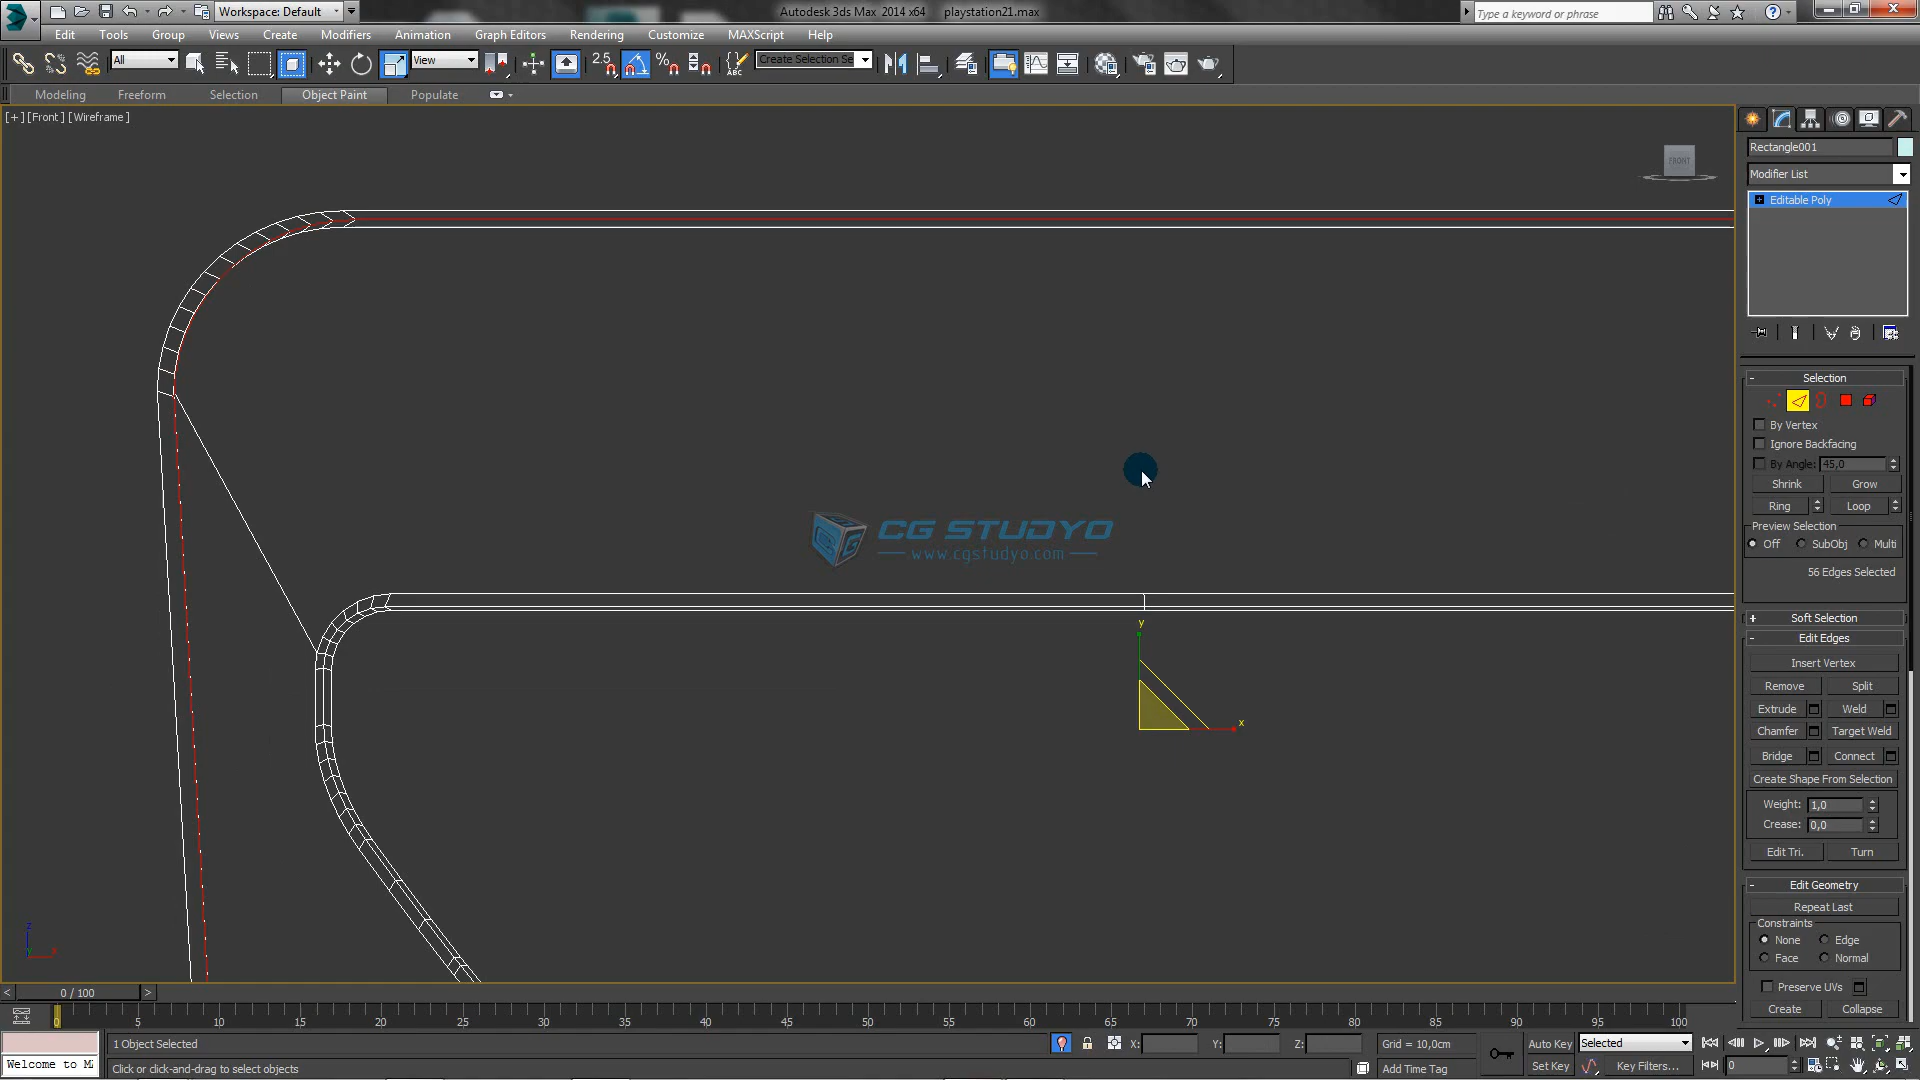 Workspace: Default
Autodesk 3ds Max 2014 x64 playstation21.max
Type a keyword or phrase
Edit Tools Group Views Create Modifiers Animation Graph Editors Rendering Customize MAXScript Help
All
View
2.5
Create Selection Se
Modeling Freeform Selection Object Paint Populate
[+] [Front] [Wireframe]
FRONT
Rectangle001
Modifier List
Editable Poly
Selection
By Vertex
Ignore Backfacing
By Angle: 45,0
Shrink Grow
Ring Loop
Preview Selection
Off SubObj Multi
56 Edges Selected
Soft Selection
Edit Edges
Insert Vertex
Remove Split
Extrude Weld
Chamfer Target Weld
Bridge Connect
Create Shape From Selection
Weight: 1,0
Crease: 0,0
Edit Tri. Turn
Edit Geometry
Repeat Last
Constraints
None Edge
Face Normal
Preserve UVs
Create Collapse
CG STUDYO
www.cgstudyo.com
y
x
z
0 / 100
5 10 15 20 25 30 35 40 45 50 55 60 65 70 75 80 85 90 95 100
1 Object Selected
X: Y: Z:
Grid = 10,0cm
Auto Key Selected
Welcome to M
Click or click-and-drag to select objects
Add Time Tag
Set Key Key Filters...
0